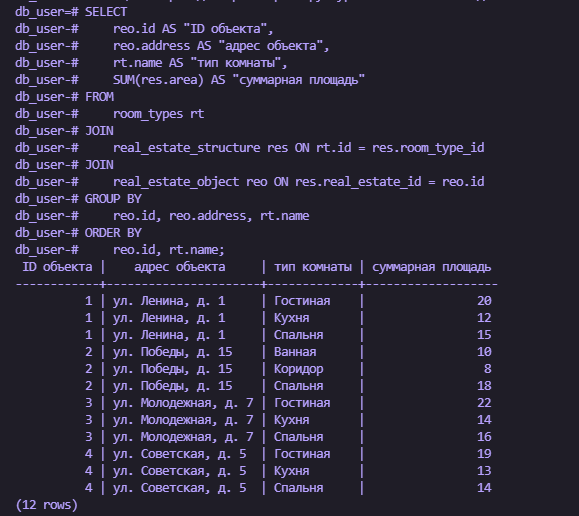 db_user=# SELECT
db_user-#     reo.id AS "ID объекта",
db_user-#     reo.address AS "адрес объекта",
db_user-#     rt.name AS "тип комнаты",
db_user-#     SUM(res.area) AS "суммарная площадь"
db_user-# FROM
db_user-#     room_types rt
db_user-# JOIN
db_user-#     real_estate_structure res ON rt.id = res.room_type_id
db_user-# JOIN
db_user-#     real_estate_object reo ON res.real_estate_id = reo.id
db_user-# GROUP BY
db_user-#     reo.id, reo.address, rt.name
db_user-# ORDER BY
db_user-#     reo.id, rt.name;
 ID объекта |    адрес объекта     | тип комнаты | суммарная площадь
------------+----------------------+-------------+-------------------
          1 | ул. Ленина, д. 1     | Гостиная    |                20
          1 | ул. Ленина, д. 1     | Кухня       |                12
          1 | ул. Ленина, д. 1     | Спальня     |                15
          2 | ул. Победы, д. 15    | Ванная      |                10
          2 | ул. Победы, д. 15    | Коридор     |                 8
          2 | ул. Победы, д. 15    | Спальня     |                18
          3 | ул. Молодежная, д. 7 | Гостиная    |                22
          3 | ул. Молодежная, д. 7 | Кухня       |                14
          3 | ул. Молодежная, д. 7 | Спальня     |                16
          4 | ул. Советская, д. 5  | Гостиная    |                19
          4 | ул. Советская, д. 5  | Кухня       |                13
          4 | ул. Советская, д. 5  | Спальня     |                14
(12 rows)